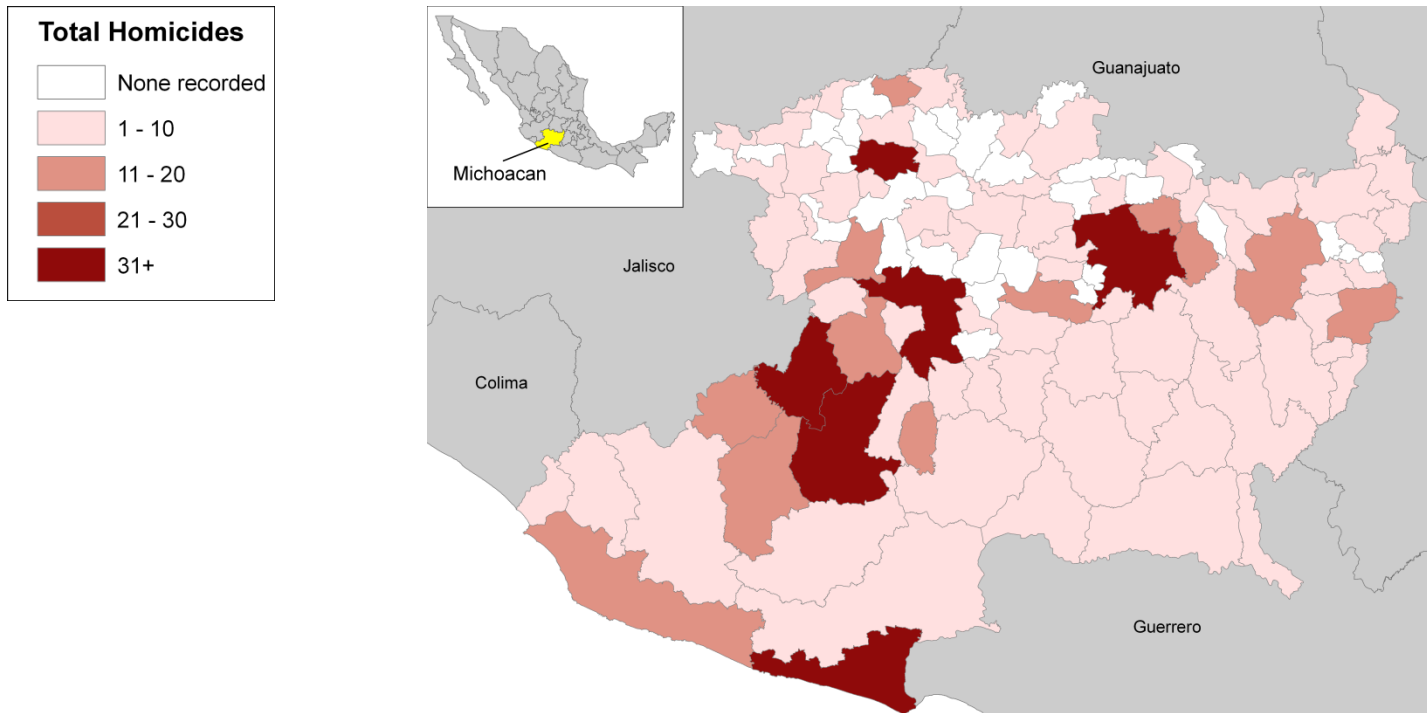 Total Homicides
None recorded
1 - 10
11 - 20
21 - 30
31+
Michoacan
Guanajuato
Jalisco
Colima
Guerrero